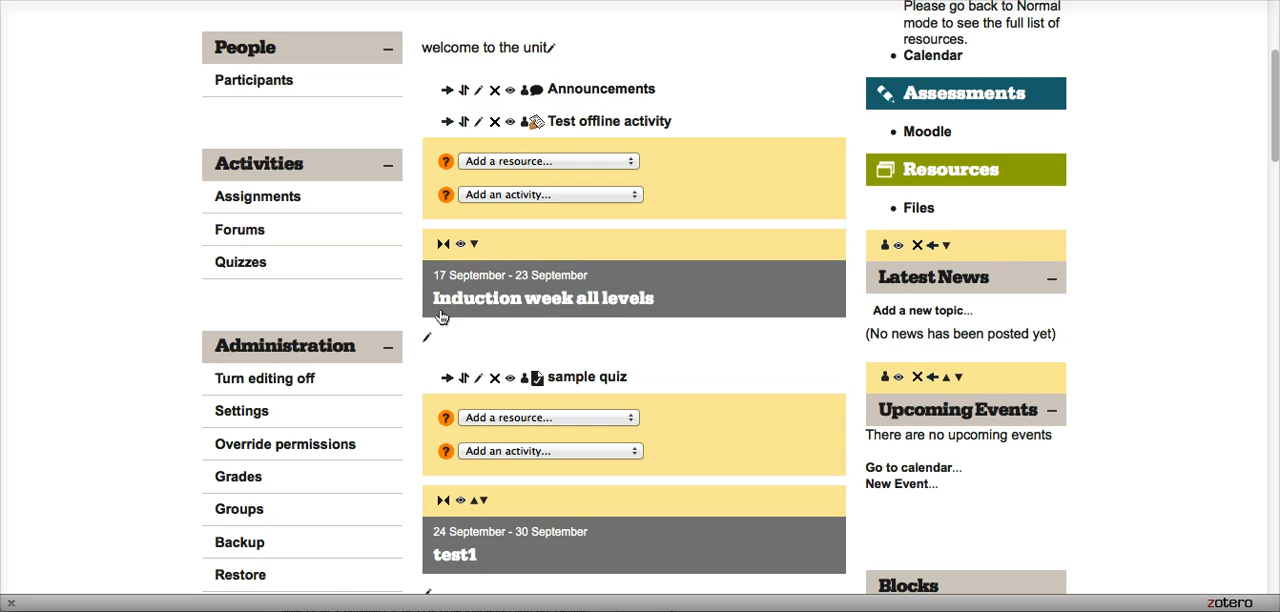 People
Participants
Activities
Assignments
Forums
Quizzes
Administration
Turn editing off
Settings
Override permissions
Grades
Groups
Backup
Restore
welcome to the unit
Announcements
Test offline activity
Add a resource...
Add an activity...
17 September - 23 September
Induction week all levels
sample quiz
Add a resource...
Add an activity...
24 September - 30 September
test1
Please go back to Normal
mode to see the full list of
resources.
Calendar
Assessments
Moodle
Resources
Files
Latest News
Add a new topic...
(No news has been posted yet)
Upcoming Events
There are no upcoming events
Go to calendar...
New Event...
Blocks
zotero